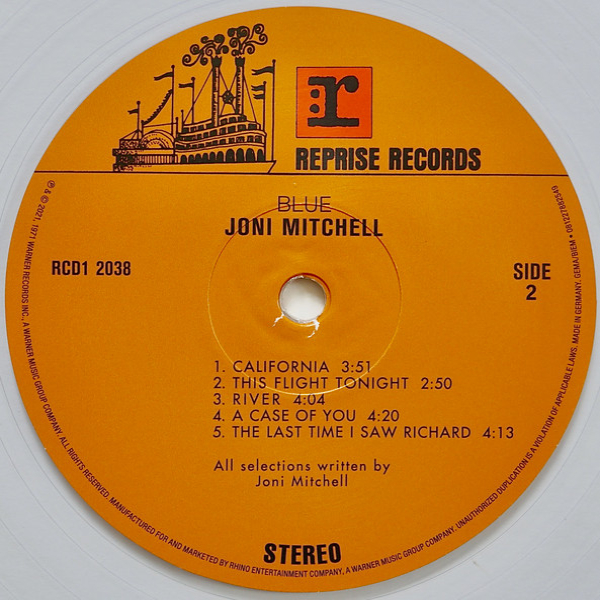 r
REPRISE RECORDS
BLUE
JONI MITCHELL
RCD1 2038
SIDE
2
1. CALIFORNIA 3:51
2. THIS FLIGHT TONIGHT 2:50
3. RIVER 4:04
4. A CASE OF YOU 4:20
5. THE LAST TIME I SAW RICHARD 4:13
All selections written by
Joni Mitchell
STEREO
℗ & © 2021, 1971 WARNER RECORDS INC., A WARNER MUSIC GROUP COMPANY. ALL RIGHTS RESERVED. MANUFACTURED FOR AND MARKETED BY RHINO ENTERTAINMENT COMPANY, A WARNER MUSIC GROUP COMPANY. UNAUTHORIZED DUPLICATION IS A VIOLATION OF APPLICABLE LAWS. MADE IN GERMANY. GEMA/BIEM • 081227882549